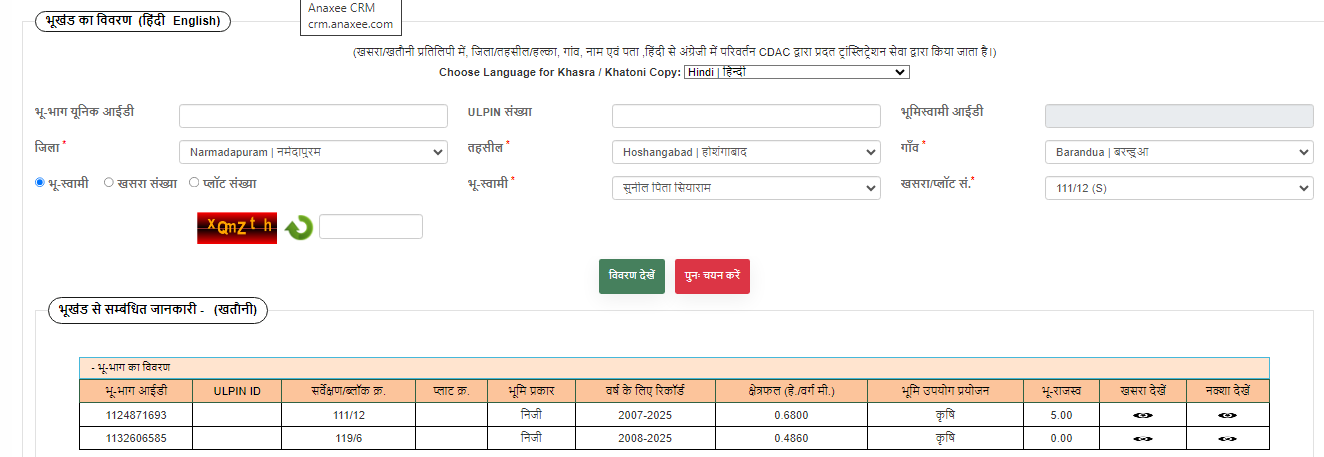 Anaxee CRM
crm.anaxee.com
भूखंड का विवरण (हिंदी English)
(खसरा/खतौनी प्रतिलिपी में, जिला/तहसील/हल्का, गांव, नाम एवं पता ,हिंदी से अंग्रेजी में परिवर्तन CDAC द्वारा प्रदत ट्रांस्लिट्रेशन सेवा द्वारा किया जाता है।)
Choose Language for Khasra / Khatoni Copy: Hindi | हिन्दी
भू-भाग यूनिक आईडी ULPIN संख्या भूमिस्वामी आईडी
जिला * Narmadapuram | नर्मदापुरम तहसील * Hoshangabad | होशंगाबाद गाँव * Barandua | बरन्डुआ
भू-स्वामी खसरा संख्या प्लॉट संख्या भू-स्वामी * सुनील पिता सियाराम खसरा/प्लॉट सं.* 111/12 (S)
xQmZt h
विवरण देखें पुनः चयन करें
भूखंड से सम्बंधित जानकारी - (खतौनी)
- भू-भाग का विवरण
भू-भाग आईडी ULPIN ID सर्वेक्षण/ब्लॉक क्र. प्लाट क्र. भूमि प्रकार वर्ष के लिए रिकॉर्ड क्षेत्रफल (हे./वर्ग मी.) भूमि उपयोग प्रयोजन भू-राजस्व खसरा देखें नक्शा देखें
1124871693 111/12 निजी 2007-2025 0.6800 कृषि 5.00
1132606585 119/6 निजी 2008-2025 0.4860 कृषि 0.00